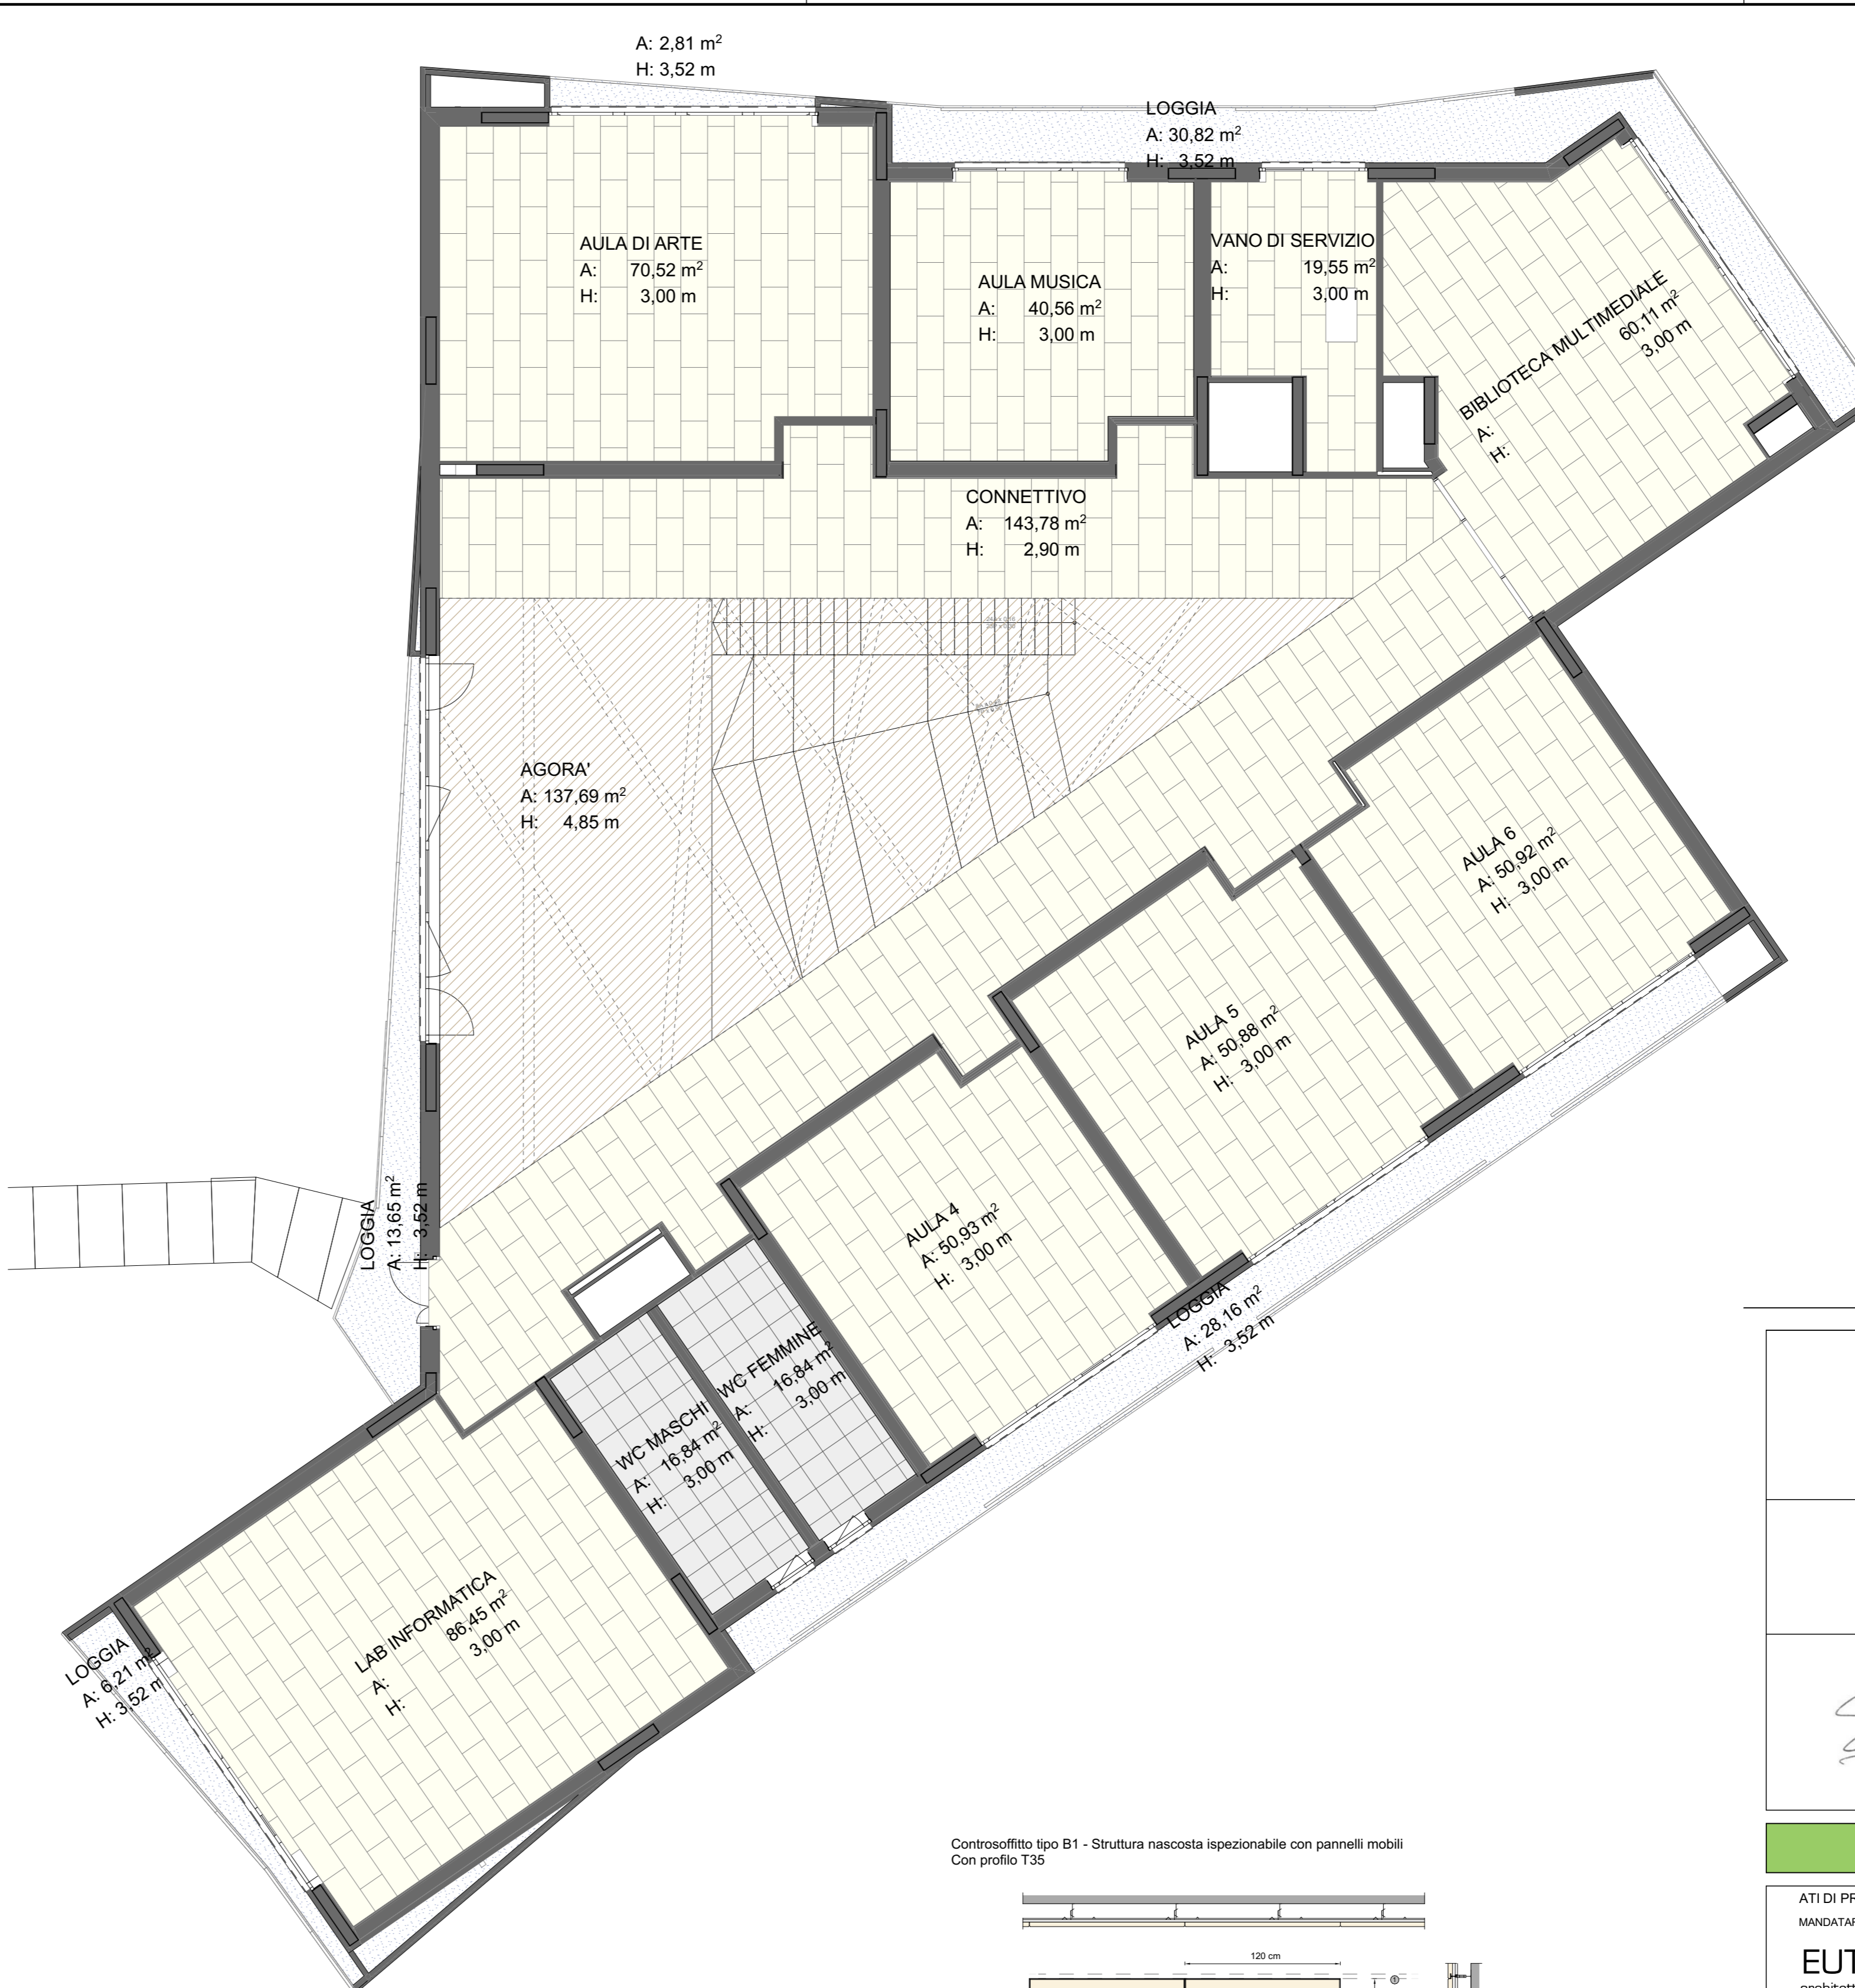 A: 2,81 m²
H: 3,52 m
LOGGIA
A: 30,82 m²
H: 3,52 m
AULA DI ARTE
A: 70,52 m²
H: 3,00 m
AULA MUSICA
A: 40,56 m²
H: 3,00 m
VANO DI SERVIZIO
A: 19,55 m²
H: 3,00 m
BIBLIOTECA MULTIMEDIALE
A: 60,11 m²
H: 3,00 m
CONNETTIVO
A: 143,78 m²
H: 2,90 m
AGORA'
A: 137,69 m²
H: 4,85 m
AULA 6
A: 50,92 m²
H: 3,00 m
AULA 5
A: 50,88 m²
H: 3,00 m
AULA 4
A: 50,93 m²
H: 3,00 m
LOGGIA
A: 13,65 m²
H: 3,52 m
LOGGIA
A: 28,16 m²
H: 3,52 m
WC FEMMINE
A: 16,84 m²
H: 3,00 m
WC MASCHI
A: 16,84 m²
H: 3,00 m
LAB INFORMATICA
A: 86,45 m²
H: 3,00 m
LOGGIA
A: 6,21 m²
H: 3,52 m
Controsoffitto tipo B1 - Struttura nascosta ispezionabile con pannelli mobili
Con profilo T35
120 cm
1
ATI DI PR
MANDATAR
EUT